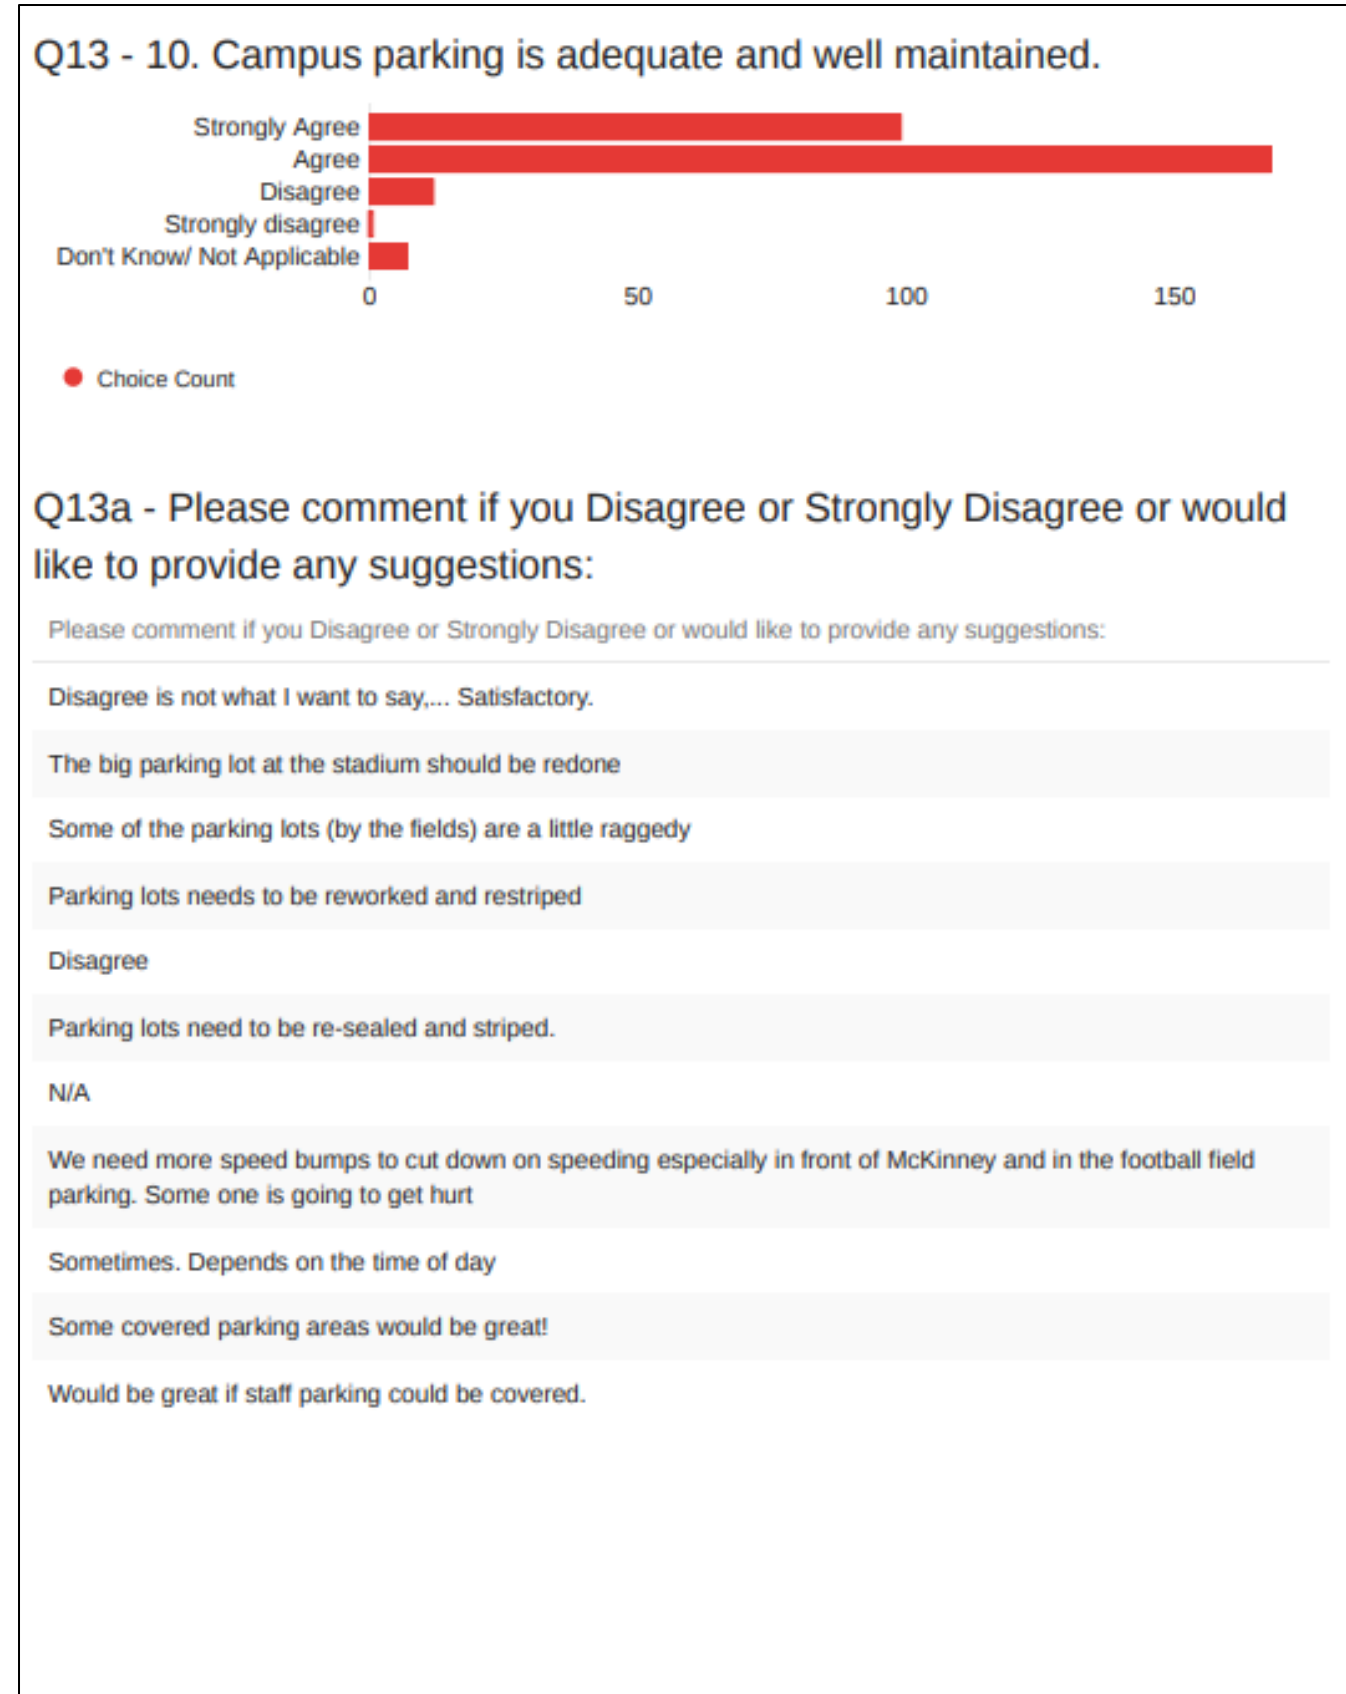 Q13 - 10. Campus parking is adequate and well maintained.
Strongly Agree
Agree
Disagree
Strongly disagree
Don't Know/ Not Applicable
0 50 100 150
Choice Count
Q13a - Please comment if you Disagree or Strongly Disagree or would
like to provide any suggestions:
Please comment if you Disagree or Strongly Disagree or would like to provide any suggestions:
Disagree is not what I want to say,... Satisfactory.
The big parking lot at the stadium should be redone
Some of the parking lots (by the fields) are a little raggedy
Parking lots needs to be reworked and restriped
Disagree
Parking lots need to be re-sealed and striped.
N/A
We need more speed bumps to cut down on speeding especially in front of McKinney and in the football field
parking. Some one is going to get hurt
Sometimes. Depends on the time of day
Some covered parking areas would be great!
Would be great if staff parking could be covered.